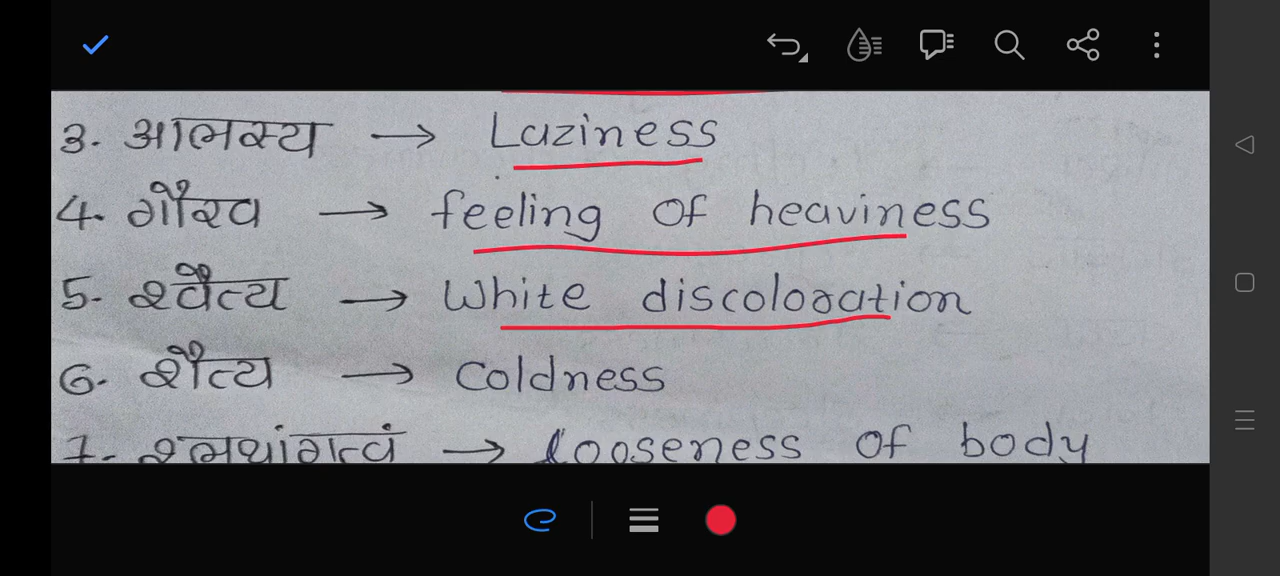 3. आलस्य → Laziness
4. गौरव → feeling of heaviness
5. श्वैत्य → White discoloration
6. शैत्य → Coldness
7. श्लथांगत्वं → looseness of body